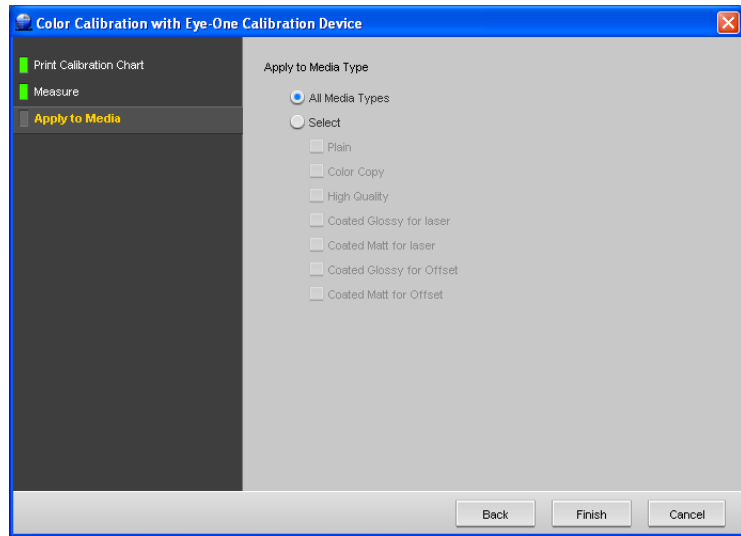 Color Calibration with Eye-One Calibration Device
Print Calibration Chart
Measure
Apply to Media
Apply to Media Type
All Media Types
Select
Plain
Color Copy
High Quality
Coated Glossy for laser
Coated Matt for laser
Coated Glossy for Offset
Coated Matt for Offset
Back
Finish
Cancel